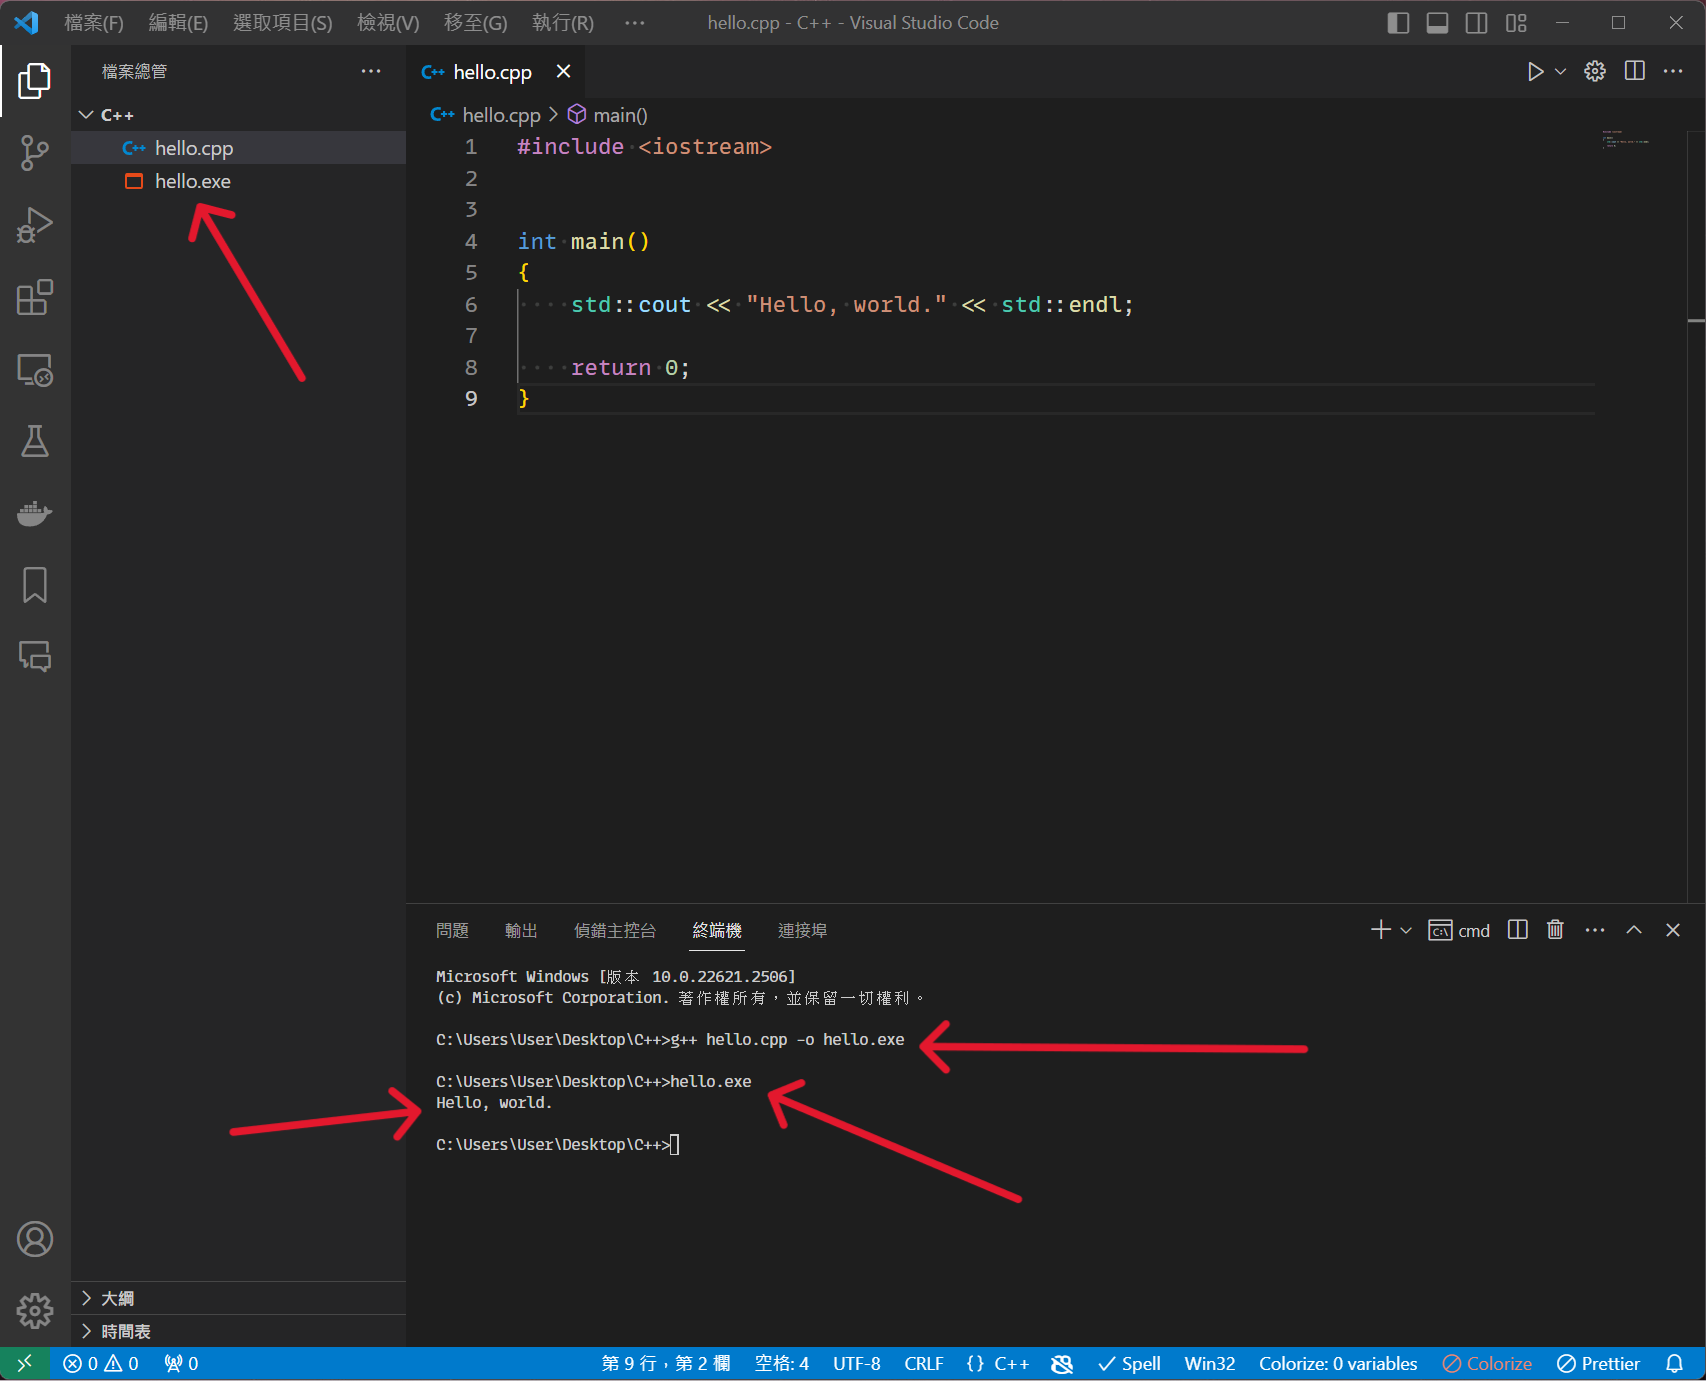 檔案(F) 編輯(E) 選取項目(S) 檢視(V) 移至(G) 執行(R) ··· hello.cpp - C++ - Visual Studio Code
檔案總管 ···
C++
C++ hello.cpp
hello.exe
大綱
時間表
C++ hello.cpp
C++ hello.cpp > main()
1 #include <iostream>
2
3
4 int main()
5 {
6 ····std::cout << "Hello, world." << std::endl;
7
8 ····return 0;
9 }
問題 輸出 偵錯主控台 終端機 連接埠 cmd
Microsoft Windows [版本 10.0.22621.2506]
(c) Microsoft Corporation. 著作權所有，並保留一切權利。
C:\Users\User\Desktop\C++>g++ hello.cpp -o hello.exe
C:\Users\User\Desktop\C++>hello.exe
Hello, world.
C:\Users\User\Desktop\C++>
0 0 0 第 9 行，第 2 欄 空格: 4 UTF-8 CRLF {} C++ Spell Win32 Colorize: 0 variables Colorize Prettier